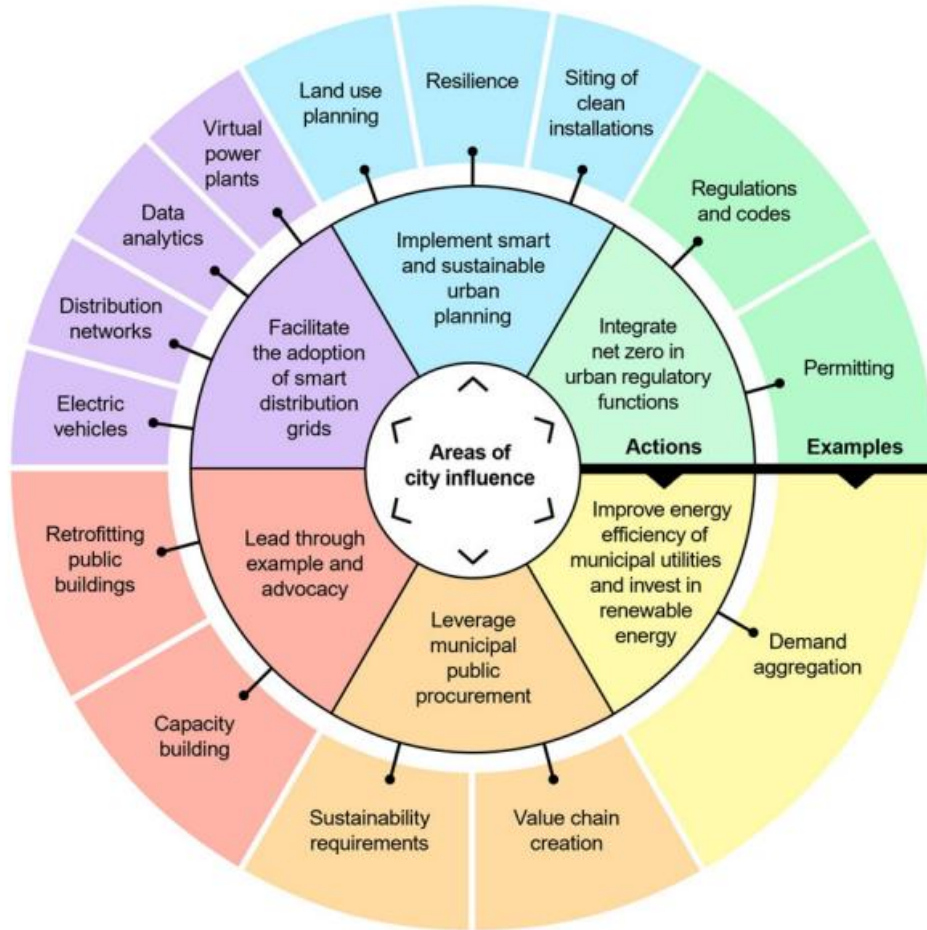 Land use
planning
Resilience
Siting of
clean
installations
Virtual
power
plants
Regulations
and codes
Data
analytics
Implement smart
and sustainable
urban
planning
Distribution
networks
Facilitate
the adoption
of smart
distribution
grids
Integrate
net zero in
urban regulatory
functions
Permitting
Electric
vehicles
Areas of
city influence
Actions
Examples
Retrofitting
public
buildings
Lead through
example and
advocacy
Improve energy
efficiency of
municipal utilities
and invest in
renewable
energy
Leverage
municipal
public
procurement
Demand
aggregation
Capacity
building
Sustainability
requirements
Value chain
creation